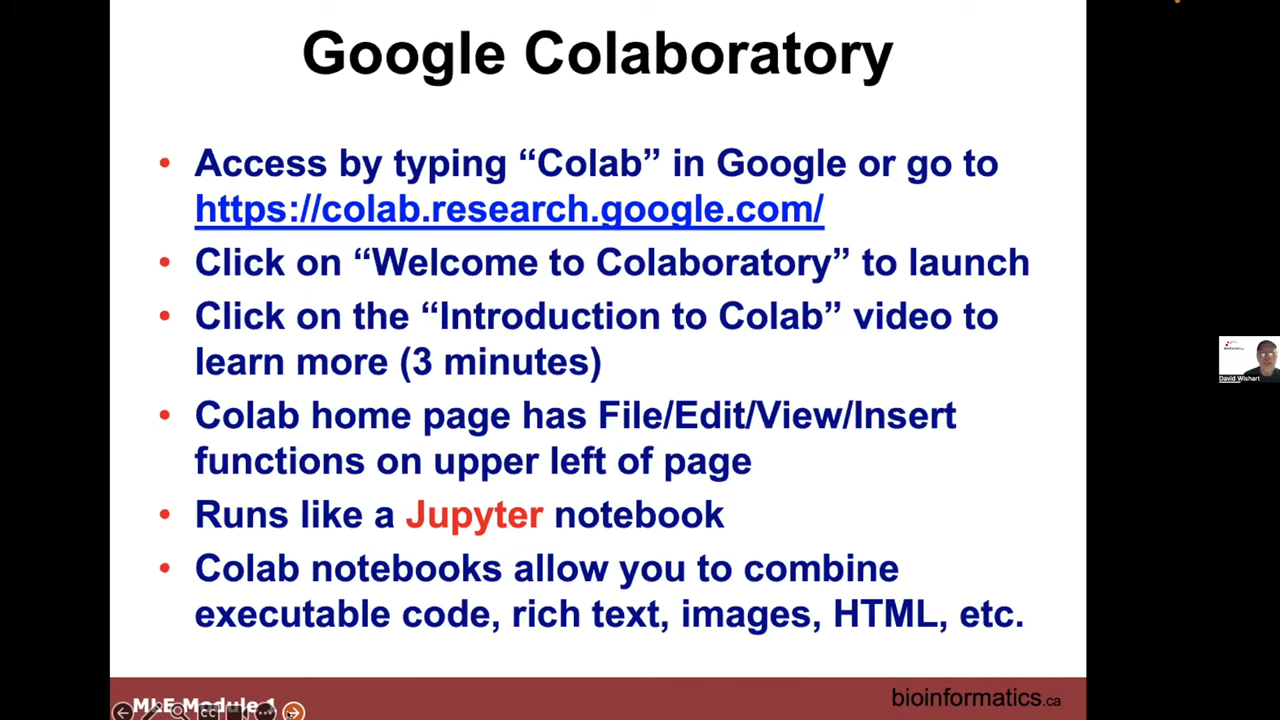 Google Colaboratory
• Access by typing “Colab” in Google or go to
https://colab.research.google.com/
• Click on “Welcome to Colaboratory” to launch
• Click on the “Introduction to Colab” video to
learn more (3 minutes)
• Colab home page has File/Edit/View/Insert
functions on upper left of page
• Runs like a Jupyter notebook
• Colab notebooks allow you to combine
executable code, rich text, images, HTML, etc.
David Wishart
MLE Module 1
bioinformatics.ca